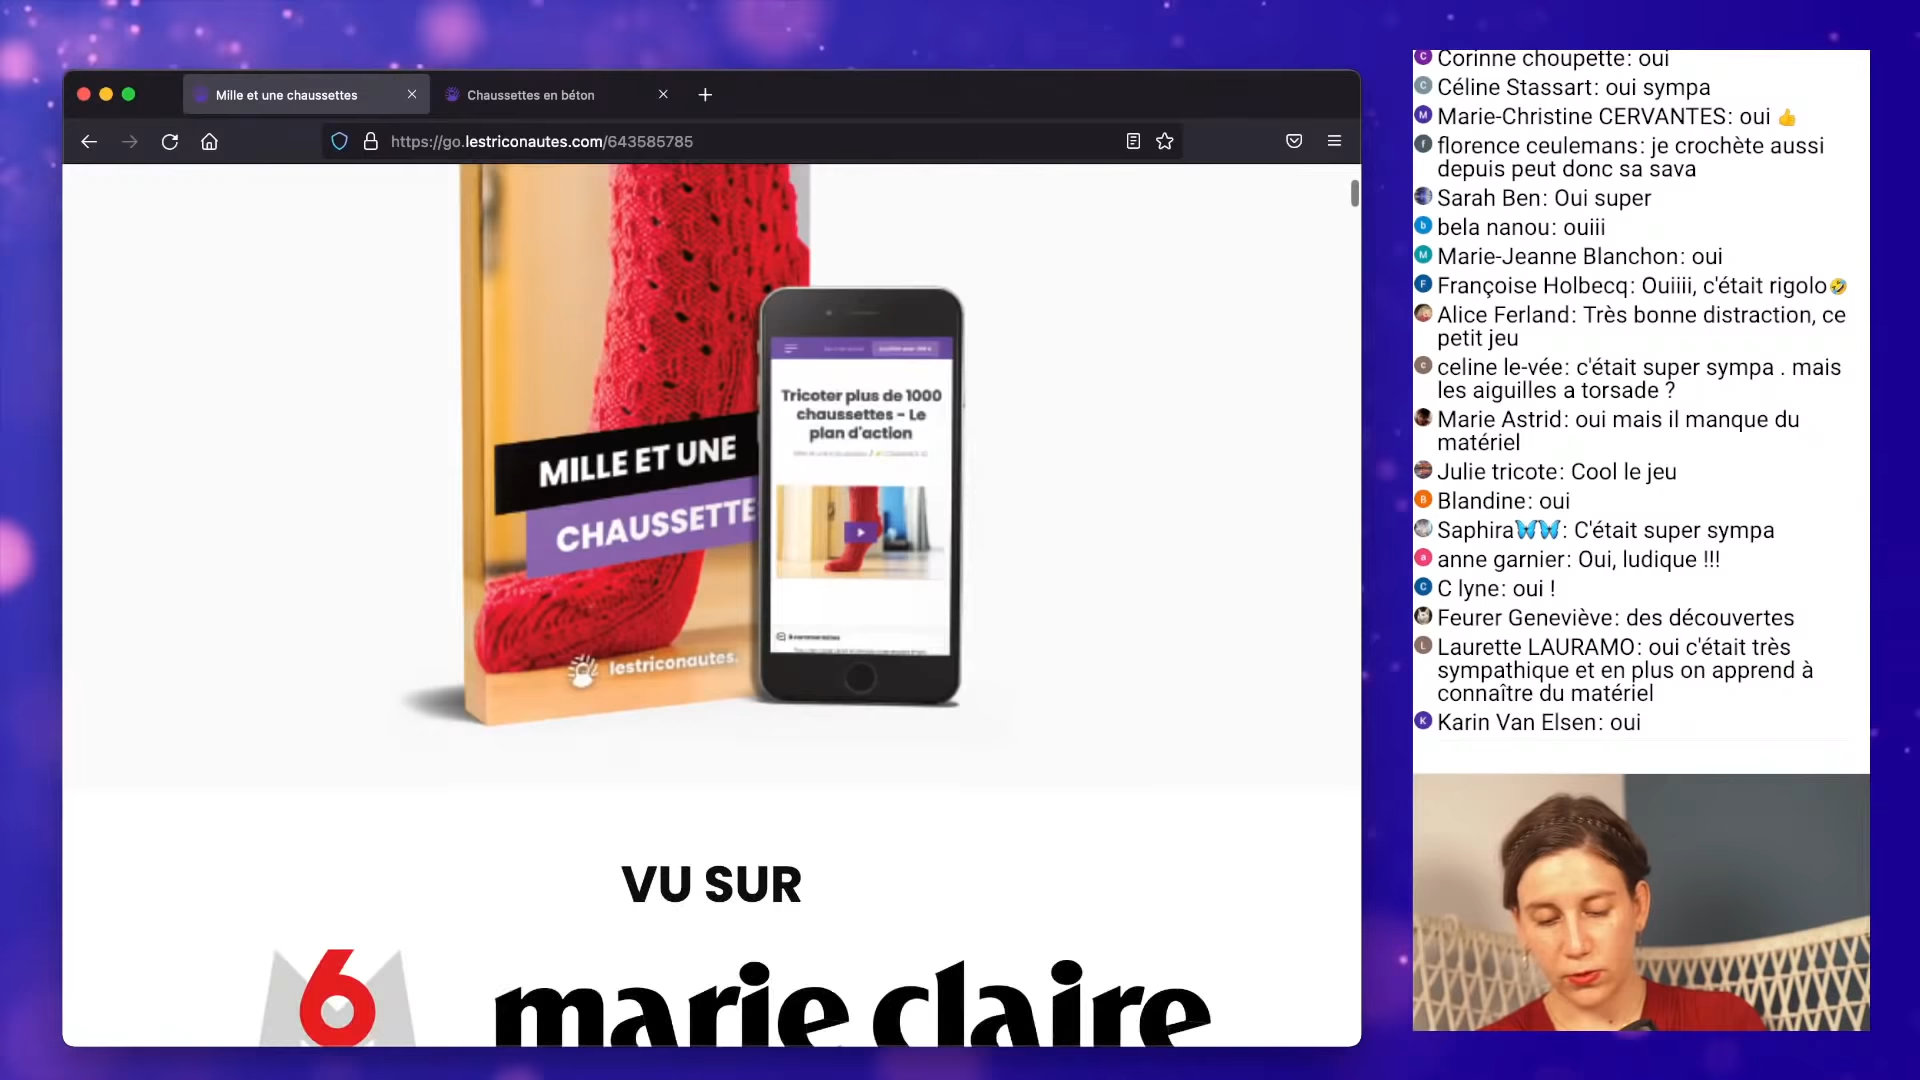 Mille et une chaussettes
Chaussettes en béton
https://go.lestriconautes.com/643585785
Tricoter plus de 1000
chaussettes - Le
plan d'action
MILLE ET UNE
CHAUSSETTE
lestriconautes.
VU SUR
6
marie claire
Corinne choupette: oui
Céline Stassart: oui sympa
Marie-Christine CERVANTES: oui 👍
florence ceulemans: je crochète aussi
depuis peut donc sa sava
Sarah Ben: Oui super
bela nanou: ouiii
Marie-Jeanne Blanchon: oui
Françoise Holbecq: Ouiiii, c'était rigolo🤣
Alice Ferland: Très bonne distraction, ce
petit jeu
celine le-vée: c'était super sympa . mais
les aiguilles a torsade ?
Marie Astrid: oui mais il manque du
matériel
Julie tricote: Cool le jeu
Blandine: oui
Saphira🦋🦋: C'était super sympa
anne garnier: Oui, ludique !!!
C lyne: oui !
Feurer Geneviève: des découvertes
Laurette LAURAMO: oui c'était très
sympathique et en plus on apprend à
connaître du matériel
Karin Van Elsen: oui